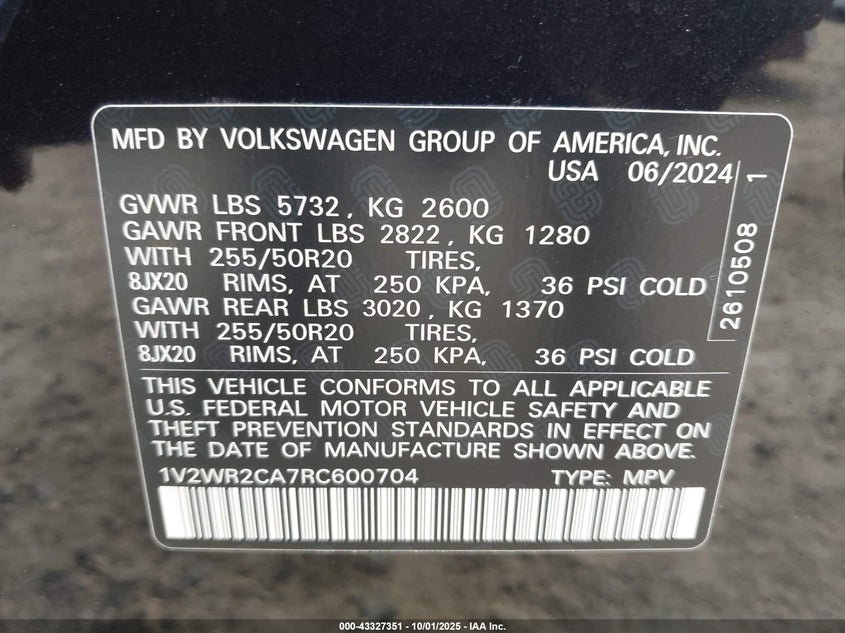 MFD BY VOLKSWAGEN GROUP OF AMERICA, INC.
USA 06/2024
GVWR LBS 5732, KG 2600
GAWR FRONT LBS 2822, KG 1280
WITH 255/50R20 TIRES,
8JX20 RIMS, AT 250 KPA, 36 PSI COLD
GAWR REAR LBS 3020, KG 1370
WITH 255/50R20 TIRES,
8JX20 RIMS, AT 250 KPA, 36 PSI COLD
2610508 1
THIS VEHICLE CONFORMS TO ALL APPLICABLE
U.S. FEDERAL MOTOR VEHICLE SAFETY AND
THEFT PREVENTION STANDARDS IN EFFECT ON
THE DATE OF MANUFACTURE SHOWN ABOVE.
1V2WR2CA7RC600704 TYPE: MPV
000-43327351 - 10/01/2025 - IAA Inc.